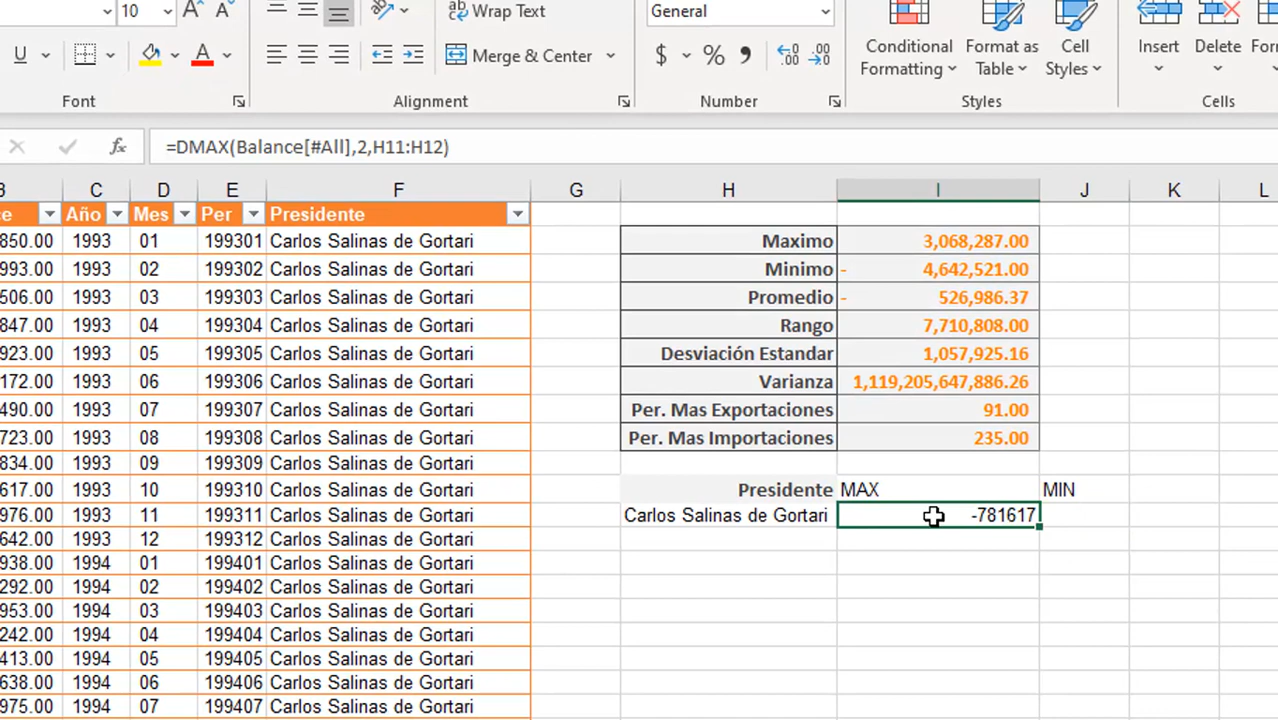 10 A A Wrap Text General
U A Merge & Center $ % , Conditional Formatting Format as Table Cell Styles Insert Delete
Font Alignment Number Styles Cells
fx =DMAX(Balance[#All],2,H11:H12)
C D E F G H I J K L
Año Mes Per Presidente
850.00 1993 01 199301 Carlos Salinas de Gortari Maximo 3,068,287.00
993.00 1993 02 199302 Carlos Salinas de Gortari Minimo - 4,642,521.00
506.00 1993 03 199303 Carlos Salinas de Gortari Promedio - 526,986.37
847.00 1993 04 199304 Carlos Salinas de Gortari Rango 7,710,808.00
923.00 1993 05 199305 Carlos Salinas de Gortari Desviación Estandar 1,057,925.16
172.00 1993 06 199306 Carlos Salinas de Gortari Varianza 1,119,205,647,886.26
490.00 1993 07 199307 Carlos Salinas de Gortari Per. Mas Exportaciones 91.00
723.00 1993 08 199308 Carlos Salinas de Gortari Per. Mas Importaciones 235.00
834.00 1993 09 199309 Carlos Salinas de Gortari
617.00 1993 10 199310 Carlos Salinas de Gortari Presidente MAX MIN
976.00 1993 11 199311 Carlos Salinas de Gortari Carlos Salinas de Gortari -781617
642.00 1993 12 199312 Carlos Salinas de Gortari
938.00 1994 01 199401 Carlos Salinas de Gortari
292.00 1994 02 199402 Carlos Salinas de Gortari
953.00 1994 03 199403 Carlos Salinas de Gortari
242.00 1994 04 199404 Carlos Salinas de Gortari
413.00 1994 05 199405 Carlos Salinas de Gortari
638.00 1994 06 199406 Carlos Salinas de Gortari
975.00 1994 07 199407 Carlos Salinas de Gortari